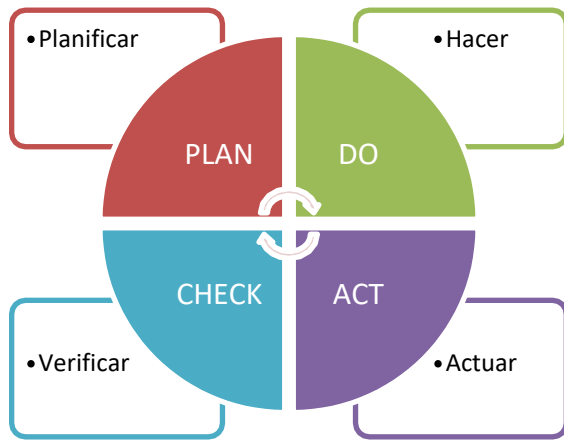 • Planificar
• Hacer
PLAN
DO
CHECK
ACT
• Verificar
• Actuar